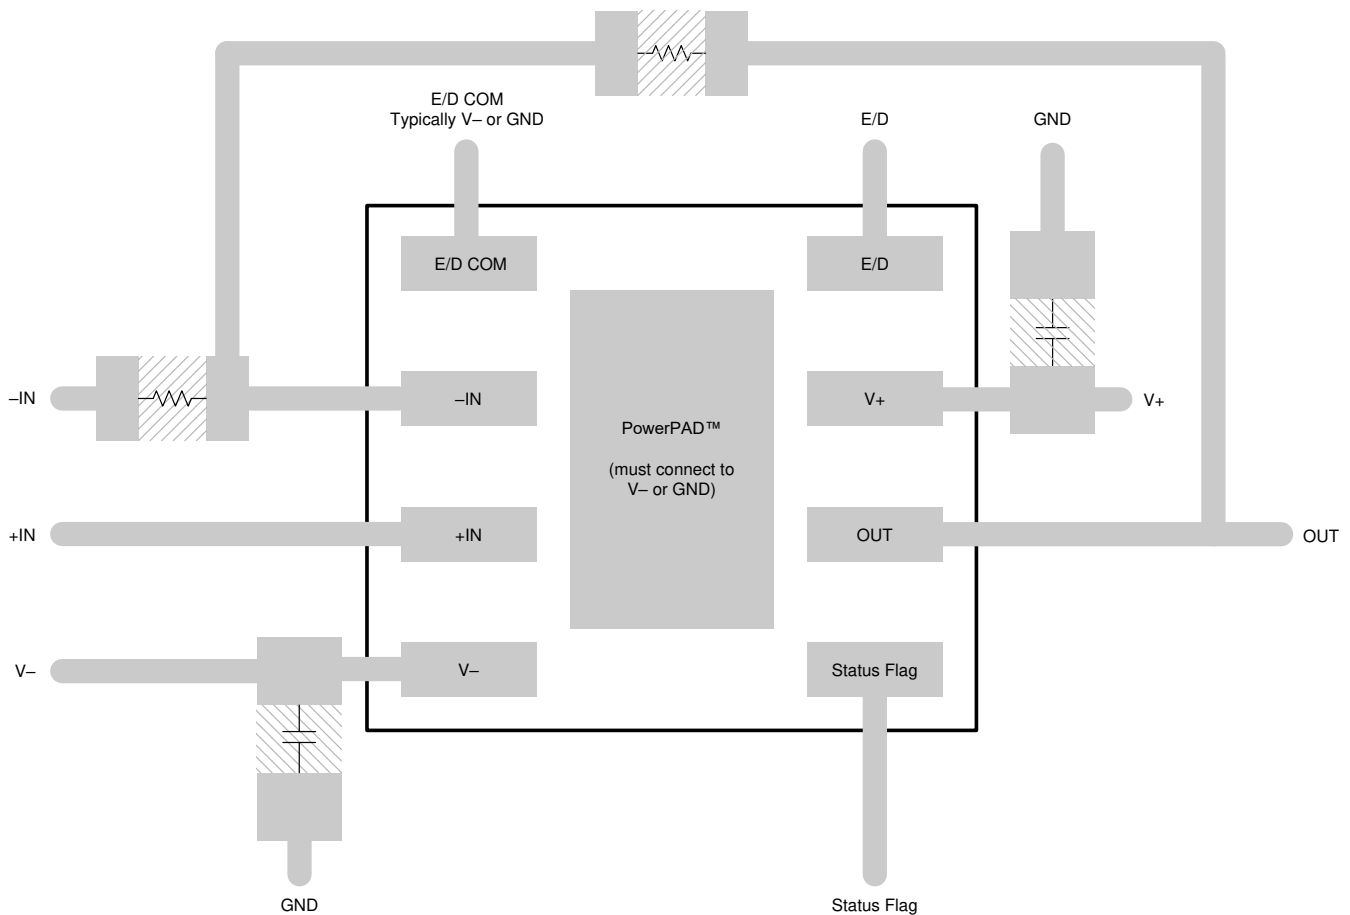 E/D COM
Typically V– or GND
E/D
GND
E/D COM
E/D
–IN
–IN
PowerPAD™
(must connect to
V– or GND)
V+
V+
+IN
+IN
OUT
OUT
V–
V–
Status Flag
GND
Status Flag